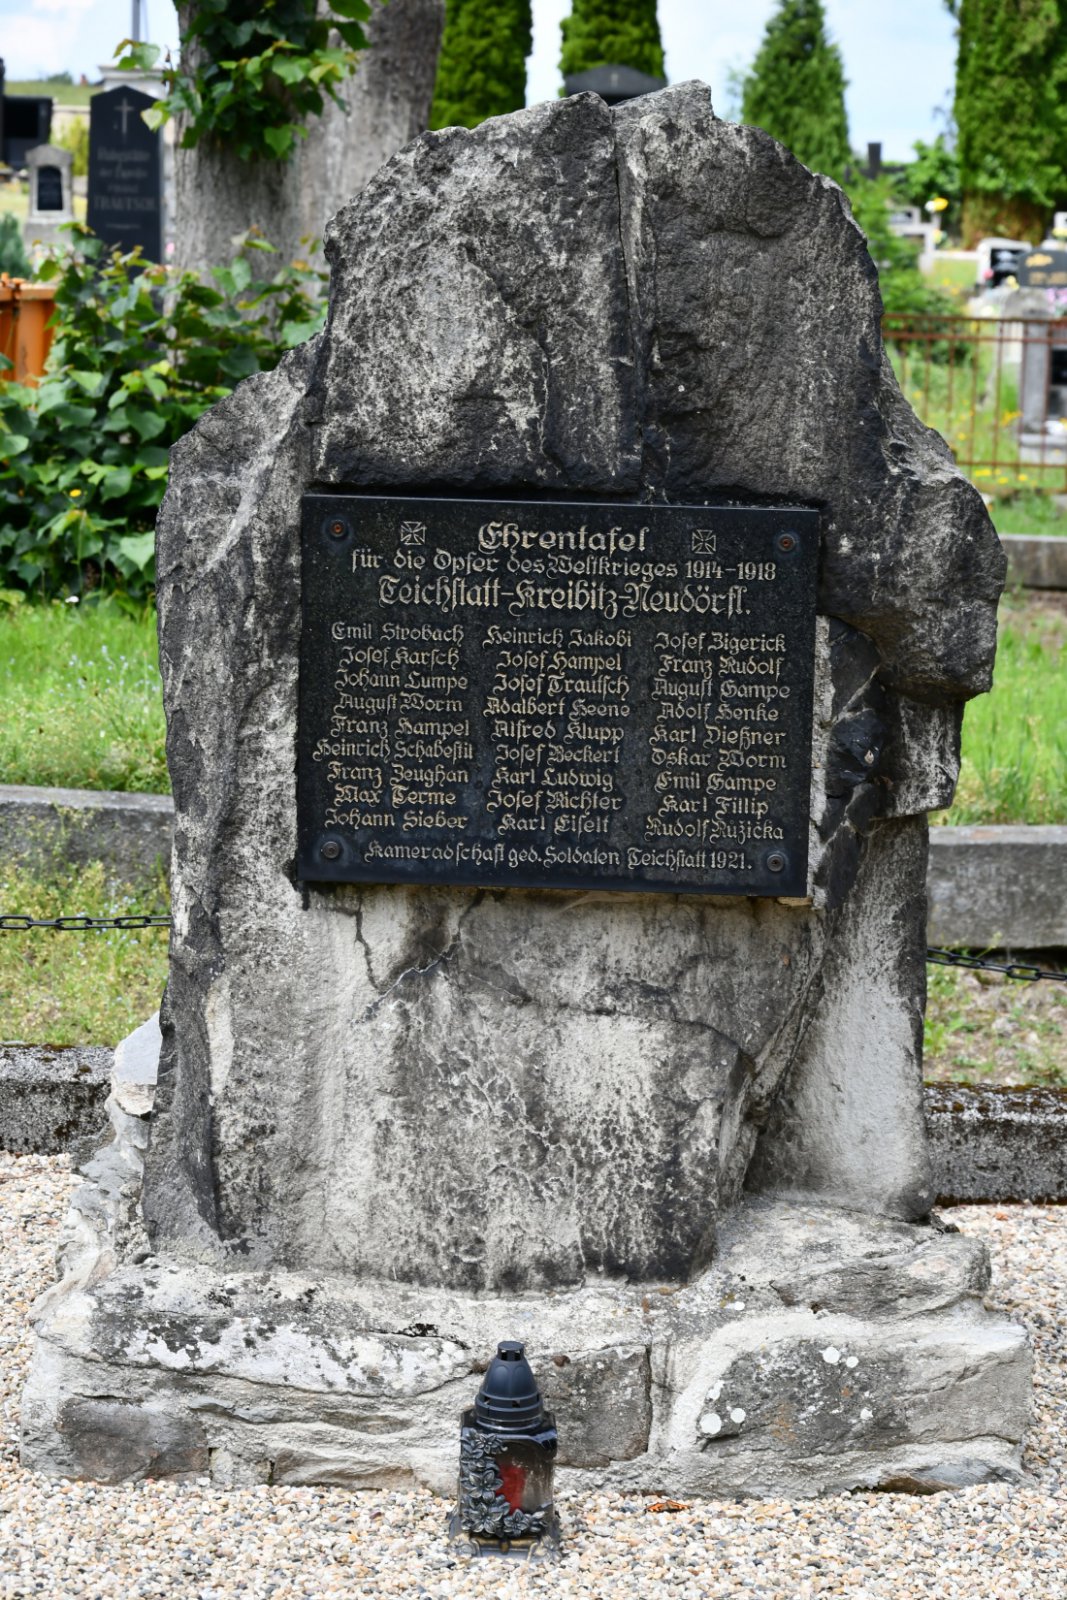 Ehrentafel
für die Opfer des Weltkrieges 1914-1918
Teichstatt-Kreibitz-Neudörfl.
Emil Strobach Heinrich Jakobi Josef Zigerick
Josef Karsch Josef Hampel Franz Rudolf
Johann Lumpe Josef Trautsch August Gampe
August Worm Adalbert Heene Adolf Henke
Franz Hampel Alfred Klupp Karl Dießner
Heinrich Schabestil Josef Beckert Oskar Worm
Franz Zeughan Karl Ludwig Emil Gampe
Max Terme Josef Richter Karl Fillip
Johann Sieber Karl Eiselt Rudolf Růžička
Kameradschaft ged. Soldaten Teichstatt 1921.